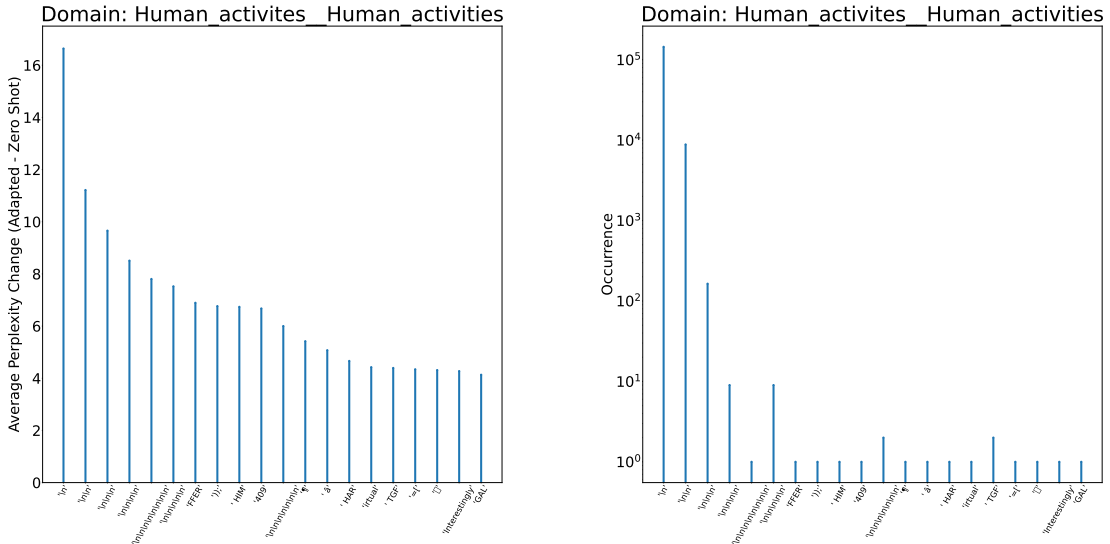 Domain: Human_activites__Human_activities
Average Perplexity Change (Adapted - Zero Shot)
16
14
12
10
8
6
4
2
0
'\n'
'\n\n'
'\n\n\n'
'\n\n\n\n'
'\n\n\n\n\n\n\n'
'\n\n\n\n\n'
'FFER'
')};'
' HIM'
'409'
'\n\n\n\n\n\n'
'¶'
' â'
' HAR'
'irtual'
' TGF'
'={'
'Interestingly'
'GAL'
Domain: Human_activites__Human_activities
Occurrence
10^5
10^4
10^3
10^2
10^1
10^0
'\n'
'\n\n'
'\n\n\n'
'\n\n\n\n'
'\n\n\n\n\n\n\n'
'\n\n\n\n\n'
'FFER'
')};'
' HIM'
'409'
'\n\n\n\n\n\n'
'¶'
' â'
' HAR'
'irtual'
' TGF'
'={'
'Interestingly'
'GAL'